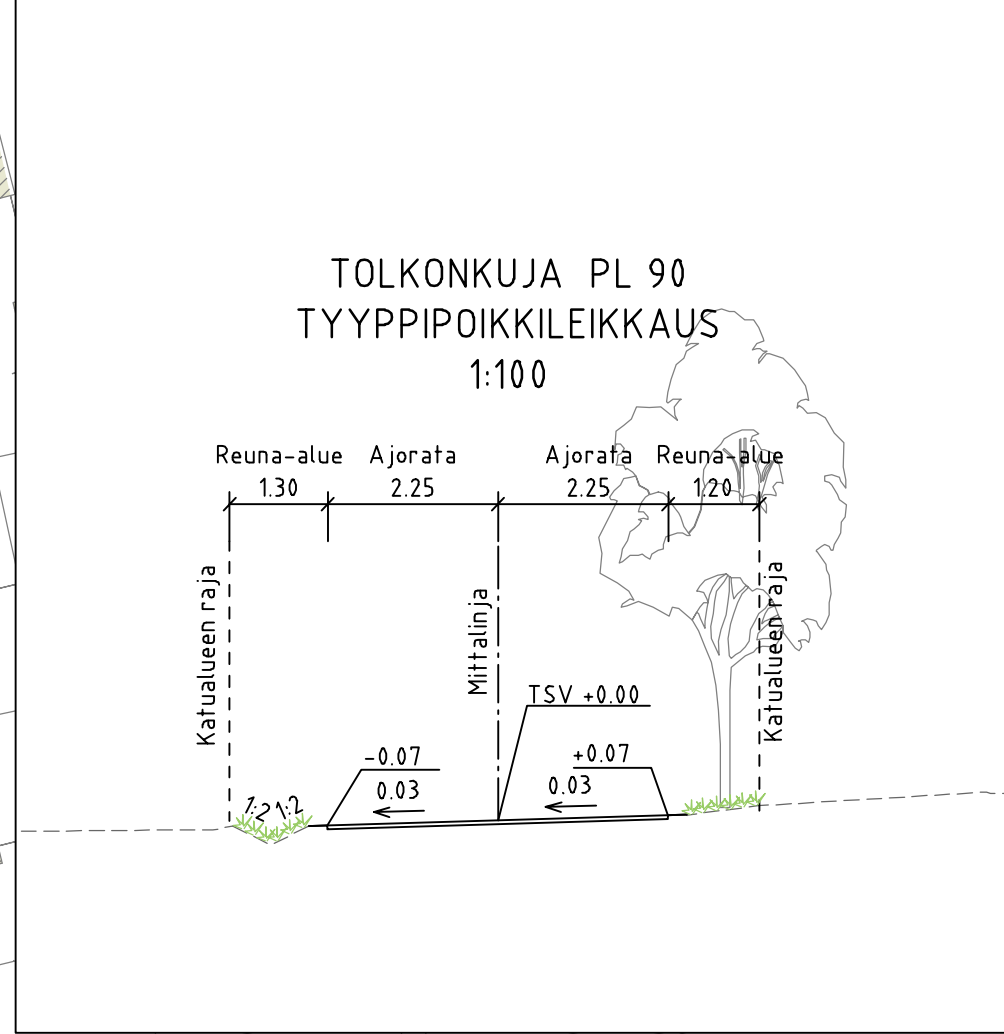 TOLKONKUJA PL 90
TYYPPIPOIKKILEIKKAUS
1:100
Reuna-alue Ajorata Ajorata Reuna-alue
1.30 2.25 2.25 1.20
Katualueen raja
Mittalinja
Katualueen raja
TSV +0.00
-0.07 +0.07
0.03 0.03
1:2 1:2